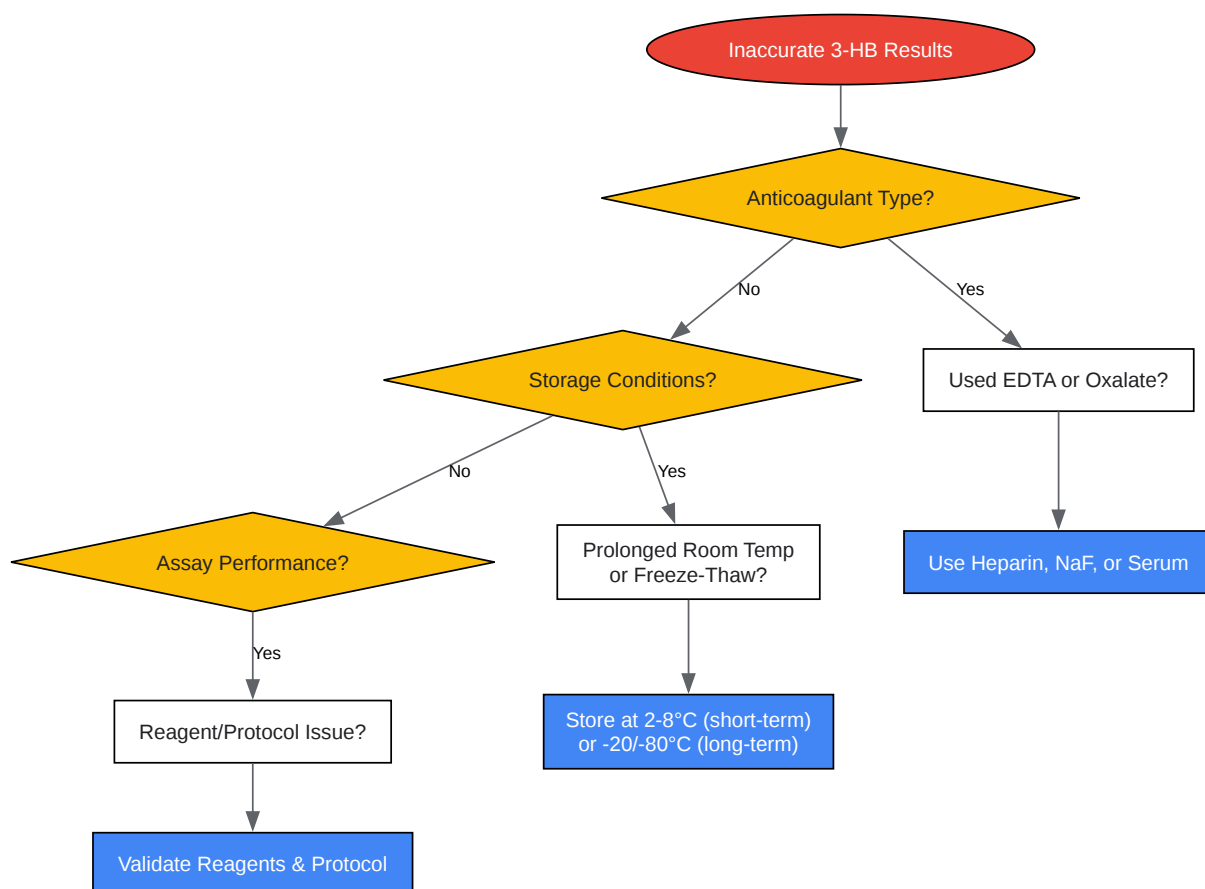 Inaccurate 3-HB Results
Anticoagulant Type?
No
Yes
Storage Conditions?
Used EDTA or Oxalate?
No
Yes
Assay Performance?
Prolonged Room Temp
or Freeze-Thaw?
Use Heparin, NaF, or Serum
Yes
Reagent/Protocol Issue?
Store at 2-8°C (short-term)
or -20/-80°C (long-term)
Validate Reagents & Protocol